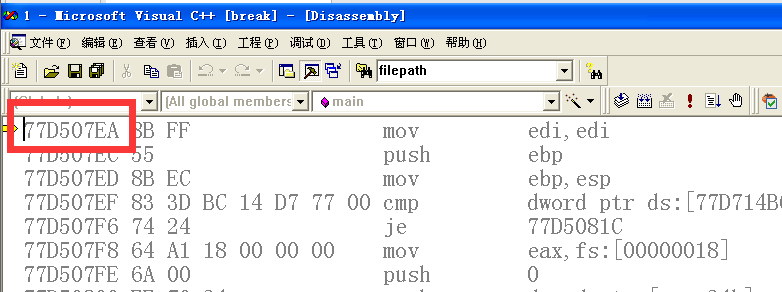 1 - Microsoft Visual C++ [break] - [Disassembly]
文件(F) 编辑(E) 查看(V) 插入(I) 工程(P) 调试(D) 工具(T) 窗口(W) 帮助(H)
filepath
(All global members main
77D507EA 8B FF mov edi,edi
77D507EC 55 push ebp
77D507ED 8B EC mov ebp,esp
77D507EF 83 3D BC 14 D7 77 00 cmp dword ptr ds:[77D714BC
77D507F6 74 24 je 77D5081C
77D507F8 64 A1 18 00 00 00 mov eax,fs:[00000018]
77D507FE 6A 00 push 0